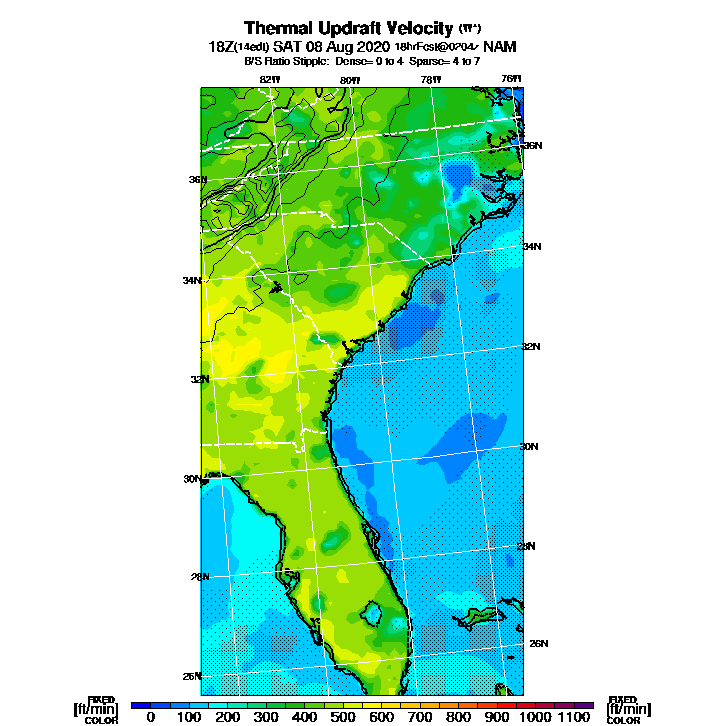 Thermal Updraft Velocity (W*)
18Z(14edt) SAT 08 Aug 2020 18hrFcst@0204z NAM
B/S Ratio Stipple: Dense= 0 to 4 Sparse= 4 to 7
82W 80W 78W 76W
36N 36N
34N 34N
32N 32N
30N 30N
28N 28N
26N 26N
FIXED FIXED
[ft/min] 0 100 200 300 400 500 600 700 800 900 1000 1100 [ft/min]
COLOR COLOR